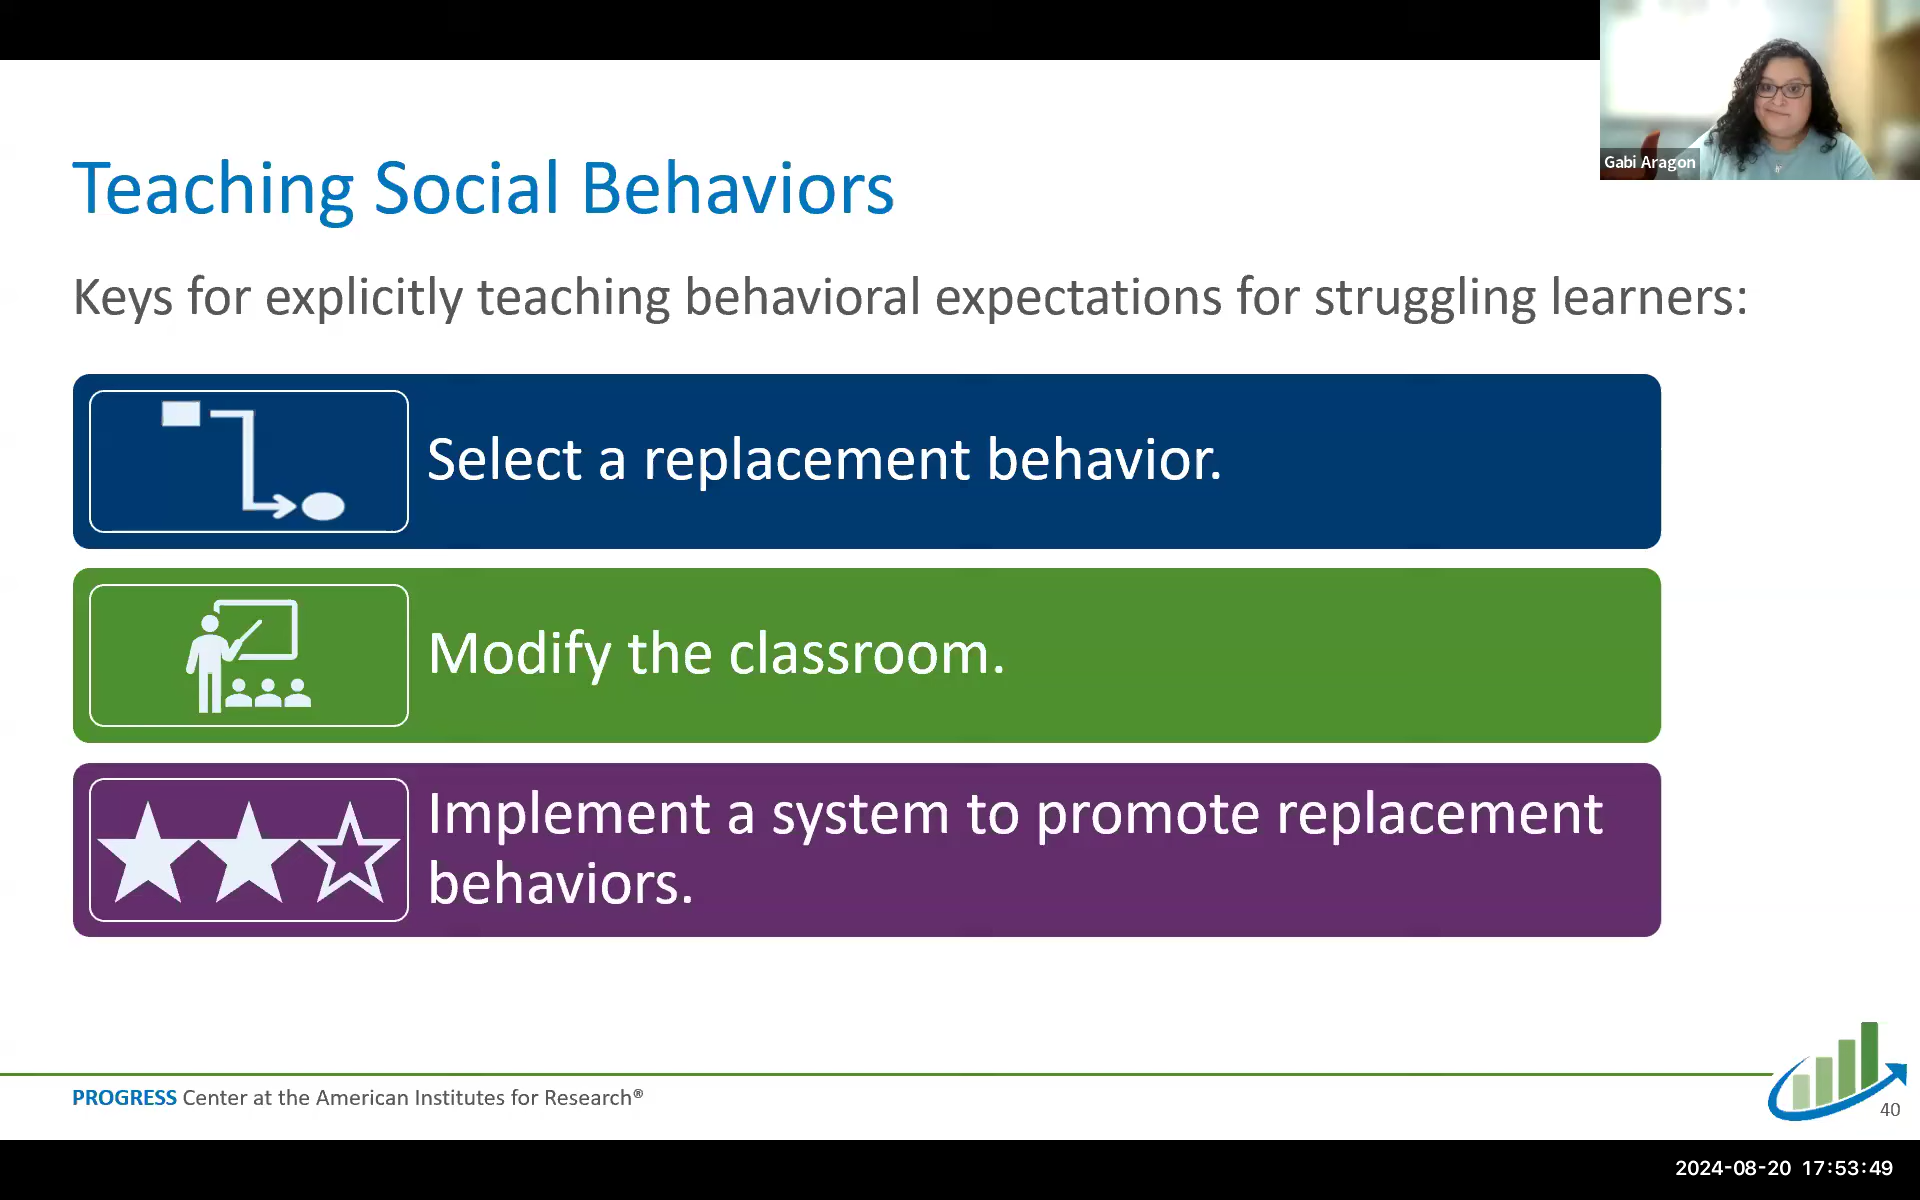 Gabi Aragon
Teaching Social Behaviors
Keys for explicitly teaching behavioral expectations for struggling learners:
Select a replacement behavior.
Modify the classroom.
Implement a system to promote replacement
behaviors.
PROGRESS Center at the American Institutes for Research®
40
2024-08-20 17:53:49